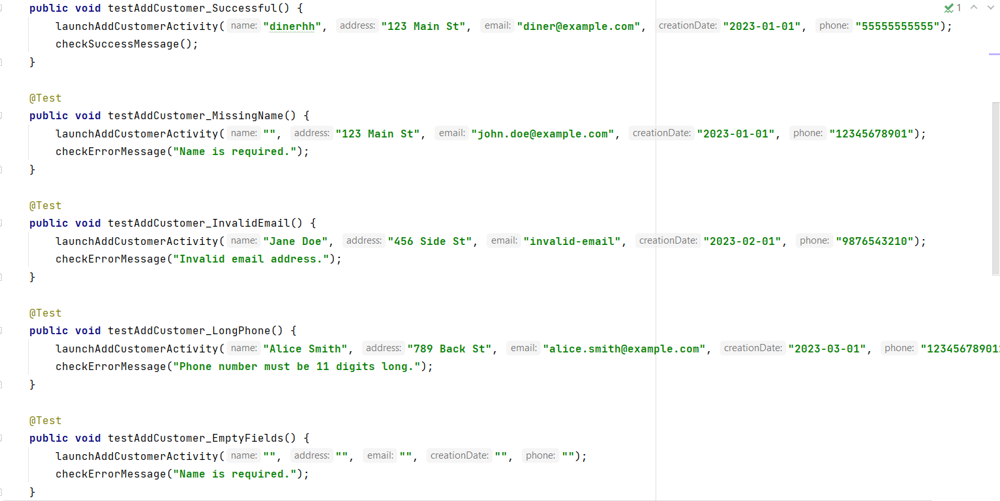 public void testAddCustomer_Successful() {
launchAddCustomerActivity( name: "dinerhh", address: "123 Main St", email: "diner@example.com", creationDate: "2023-01-01", phone: "55555555555");
checkSuccessMessage();
}
1
@Test
public void testAddCustomer_MissingName() {
launchAddCustomerActivity( name: "", address: "123 Main St", email: "john.doe@example.com", creationDate: "2023-01-01", phone: "12345678901");
checkErrorMessage("Name is required.");
}
@Test
public void testAddCustomer_InvalidEmail() {
launchAddCustomerActivity( name: "Jane Doe", address: "456 Side St", email: "invalid-email", creationDate: "2023-02-01", phone: "9876543210");
checkErrorMessage("Invalid email address.");
}
@Test
public void testAddCustomer_LongPhone() {
launchAddCustomerActivity( name: "Alice Smith", address: "789 Back St", email: "alice.smith@example.com", creationDate: "2023-03-01", phone: "12345678901
checkErrorMessage("Phone number must be 11 digits long.");
}
@Test
public void testAddCustomer_EmptyFields() {
launchAddCustomerActivity( name: "", address: "", email: "", creationDate: "", phone: "");
checkErrorMessage("Name is required.");
}